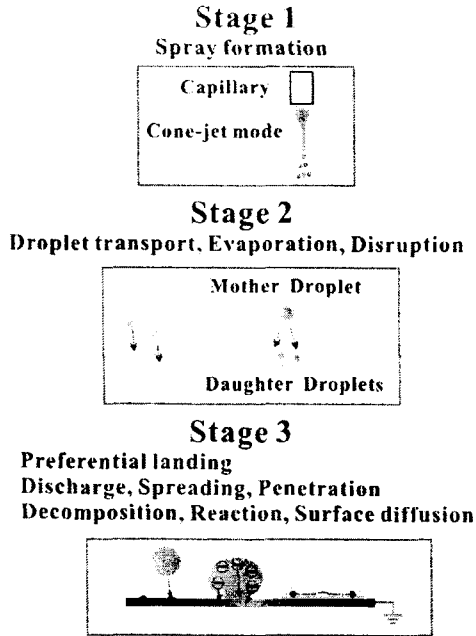 Stage 1
Spray formation
Capillary
Cone-jet mode
Stage 2
Droplet transport, Evaporation, Disruption
Mother Droplet
Daughter Droplets
Stage 3
Preferential landing
Discharge, Spreading, Penetration
Decomposition, Reaction, Surface diffusion